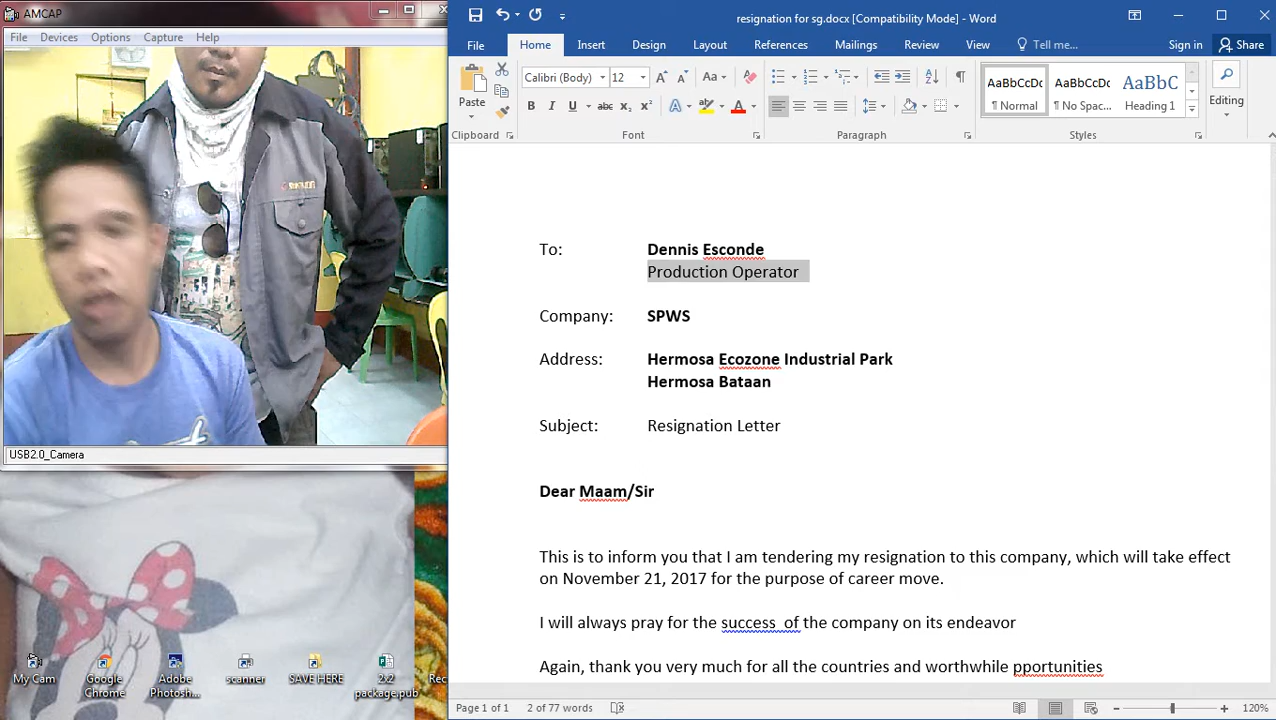 AMCAP
File Devices Options Capture Help
USB2.0_Camera
My Cam
Google Chrome
Adobe Photosh...
scanner
SAVE HERE
2x2 package.pub
Rec
resignation for sg.docx [Compatibility Mode] - Word
File Home Insert Design Layout References Mailings Review View Tell me... Sign in Share
Paste
Calibri (Body) 12
AaBbCcDc AaBbCcDc AaBbC
¶ Normal ¶ No Spac... Heading 1
Editing
Clipboard Font Paragraph Styles
To: Dennis Esconde
Production Operator
Company: SPWS
Address: Hermosa Ecozone Industrial Park
Hermosa Bataan
Subject: Resignation Letter
Dear Maam/Sir
This is to inform you that I am tendering my resignation to this company, which will take effect
on November 21, 2017 for the purpose of career move.
I will always pray for the success  of the company on its endeavor
Again, thank you very much for all the countries and worthwhile pportunities
Page 1 of 1 2 of 77 words 120%